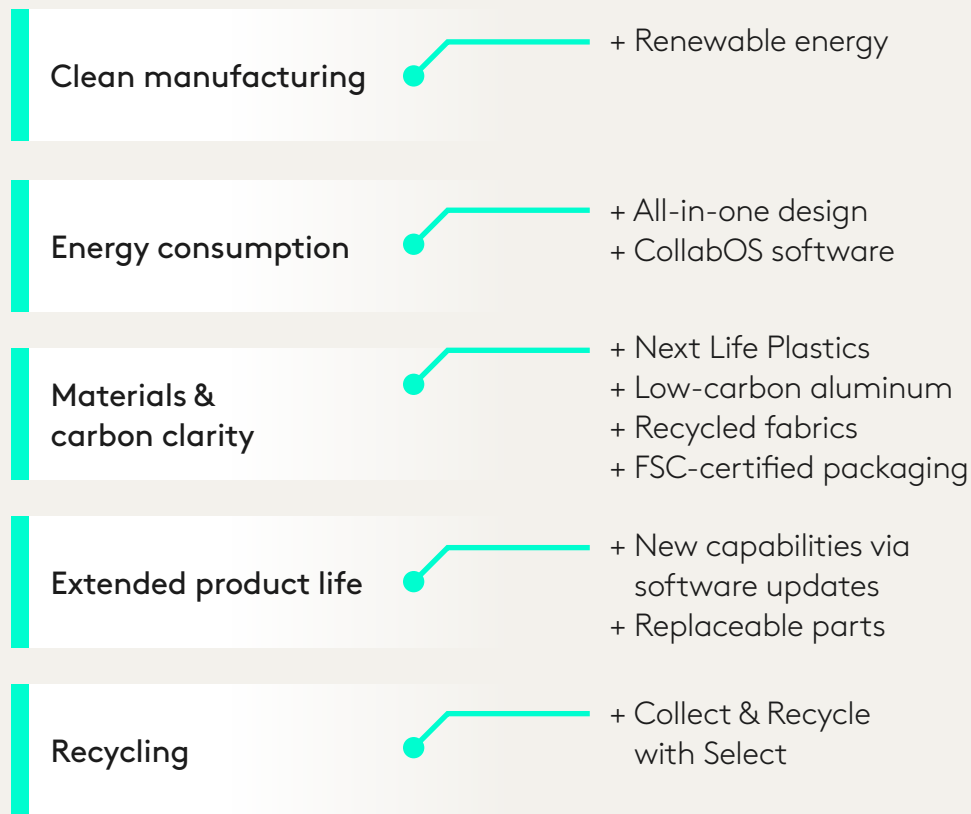 Clean manufacturing
+ Renewable energy
Energy consumption
+ All-in-one design
+ CollabOS software
Materials &
carbon clarity
+ Next Life Plastics
+ Low-carbon aluminum
+ Recycled fabrics
+ FSC-certified packaging
Extended product life
+ New capabilities via
software updates
+ Replaceable parts
Recycling
+ Collect & Recycle
with Select